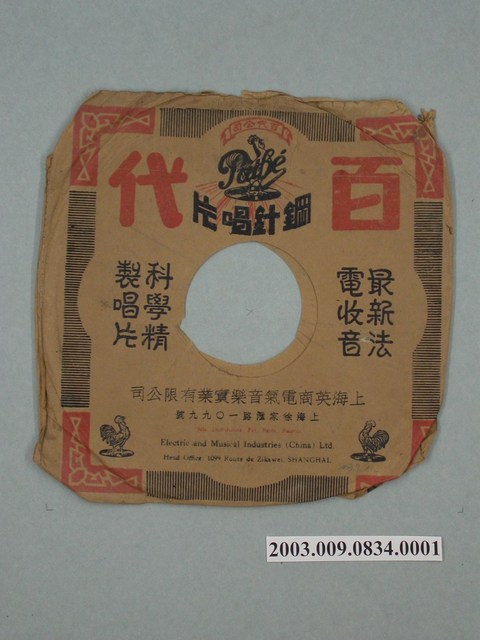 百代
Pathé
鋼針唱片
最新法
電收音
科學精
製唱片
上海英商電氣音樂實業有限公司
上海徐家滙路一〇九九號
Electric and Musical Industries (China) Ltd.
Head Office, 1099 Route de Zikawei, SHANGHAI.
2003.009.0834.0001